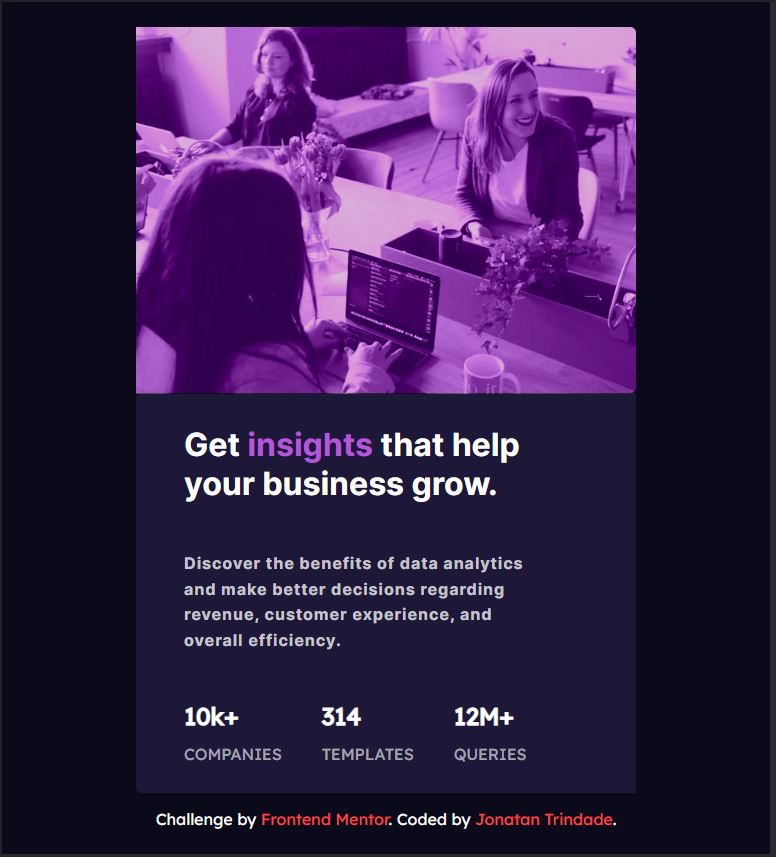 Get insights that help
your business grow.
Discover the benefits of data analytics
and make better decisions regarding
revenue, customer experience, and
overall efficiency.
10k+ 314 12M+
COMPANIES TEMPLATES QUERIES
Challenge by Frontend Mentor. Coded by Jonatan Trindade.